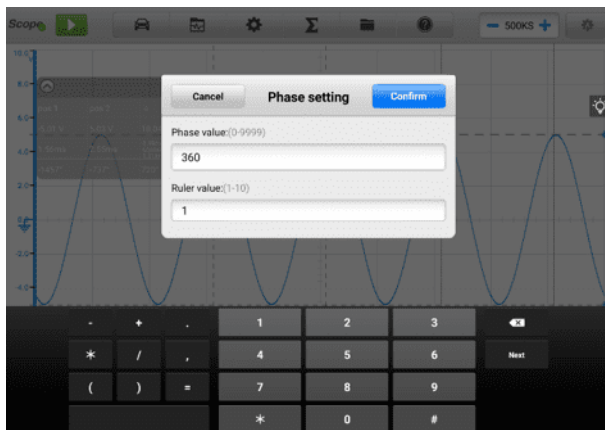 Scope
500KS
10.0
8.0
6.0
4.0
2.0
-2.0
-4.0
Cancel Phase setting Confirm
Phase value:(0-9999)
360
Ruler value:(1-10)
1
- + . 1 2 3
* / , 4 5 6 Next
( ) = 7 8 9
* 0 #